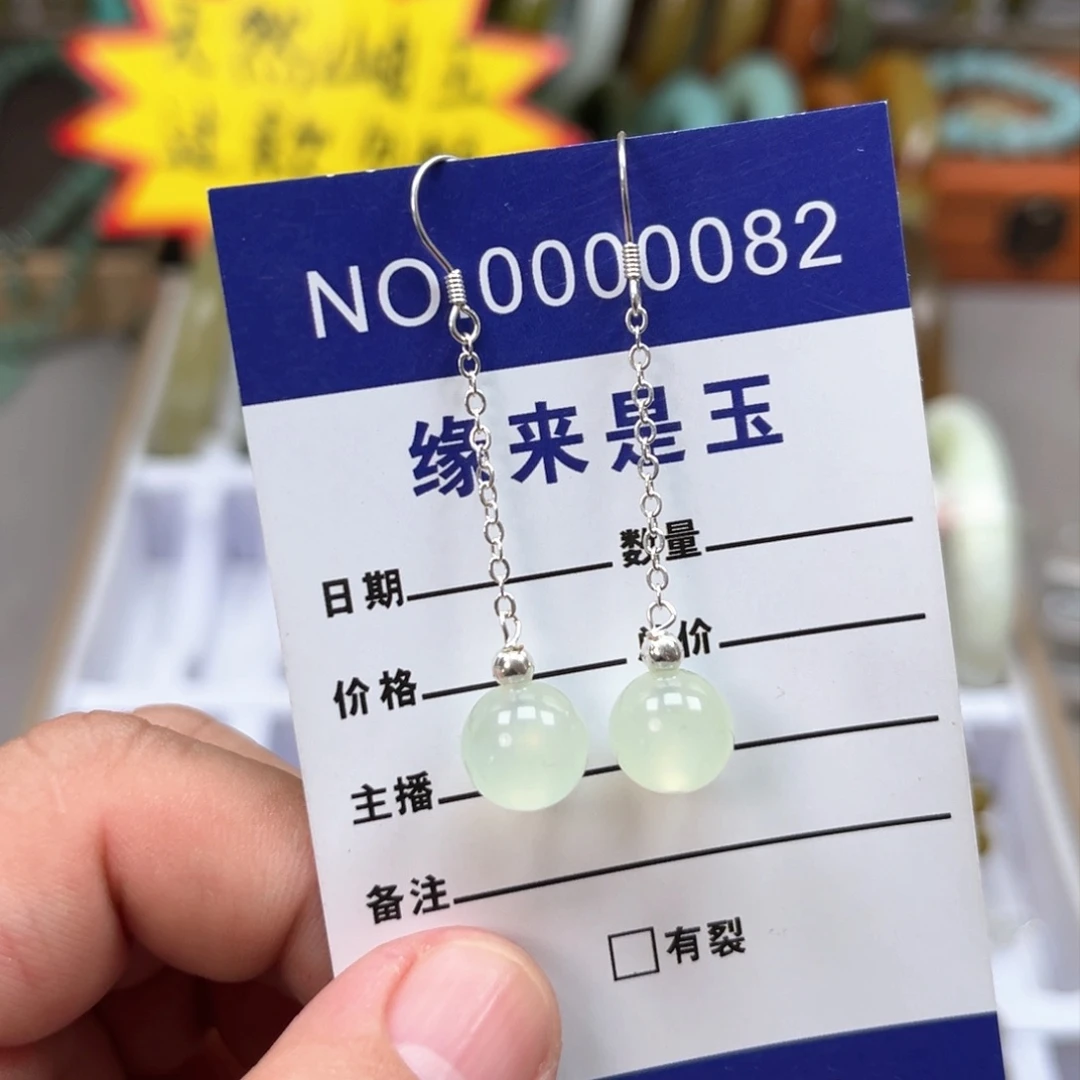 NO.0000082
缘来是玉
日期 数量
价格 价
主播
备注
有裂